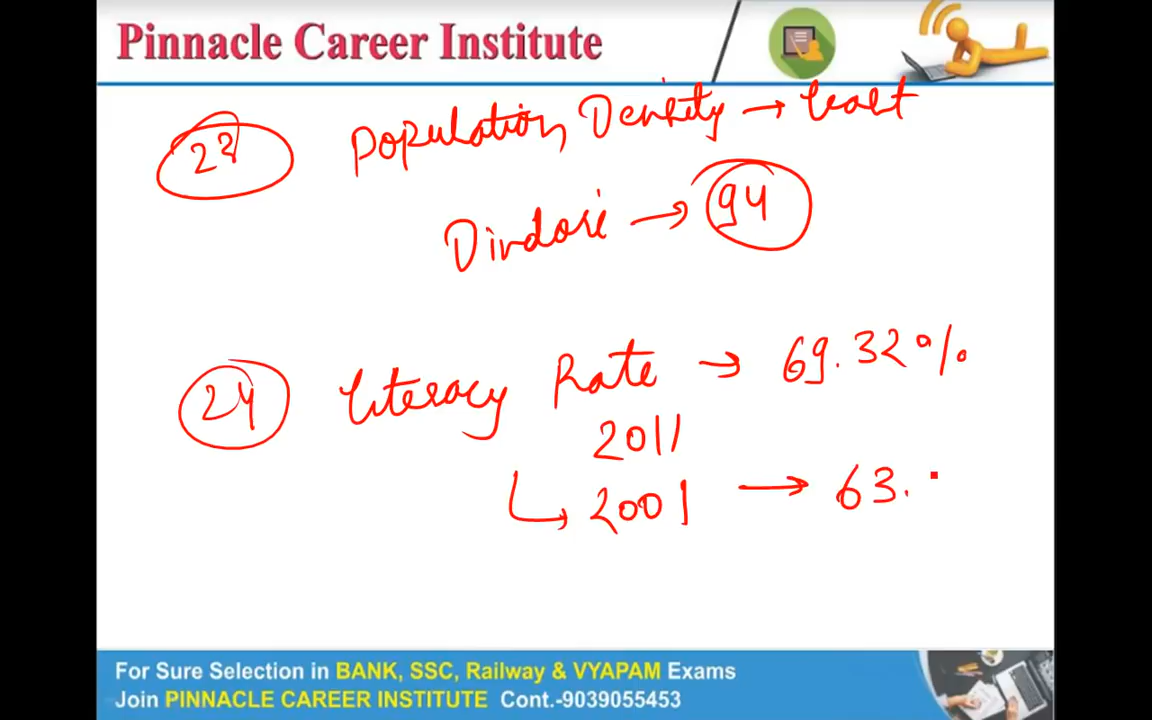 Pinnacle Career Institute
23 Population Density → least
Dindori → 94
24 Literacy Rate → 69.32%
2011
2001 → 63.
For Sure Selection in BANK, SSC, Railway & VYAPAM Exams
Join PINNACLE CAREER INSTITUTE Cont.-9039055453